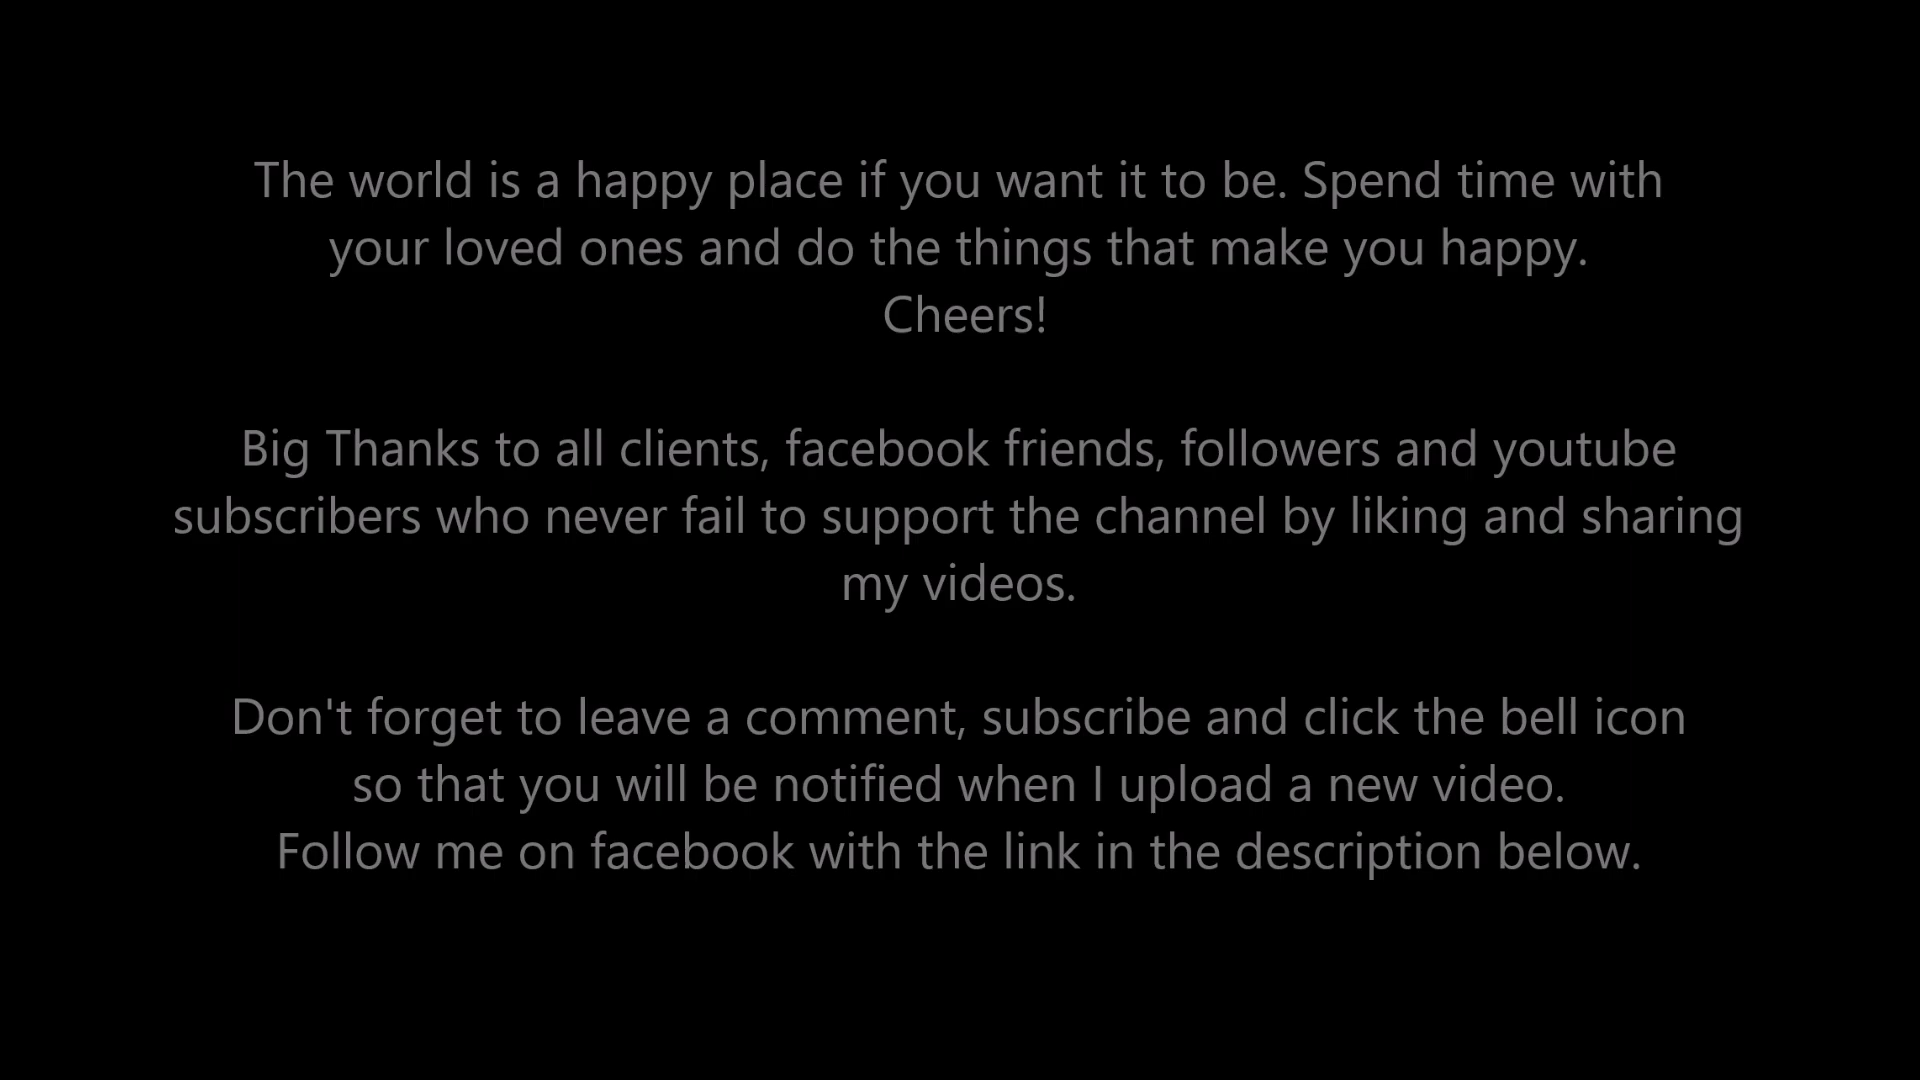 The world is a happy place if you want it to be. Spend time with
your loved ones and do the things that make you happy.
Cheers!
Big Thanks to all clients, facebook friends, followers and youtube
subscribers who never fail to support the channel by liking and sharing
my videos.
Don't forget to leave a comment, subscribe and click the bell icon
so that you will be notified when I upload a new video.
Follow me on facebook with the link in the description below.